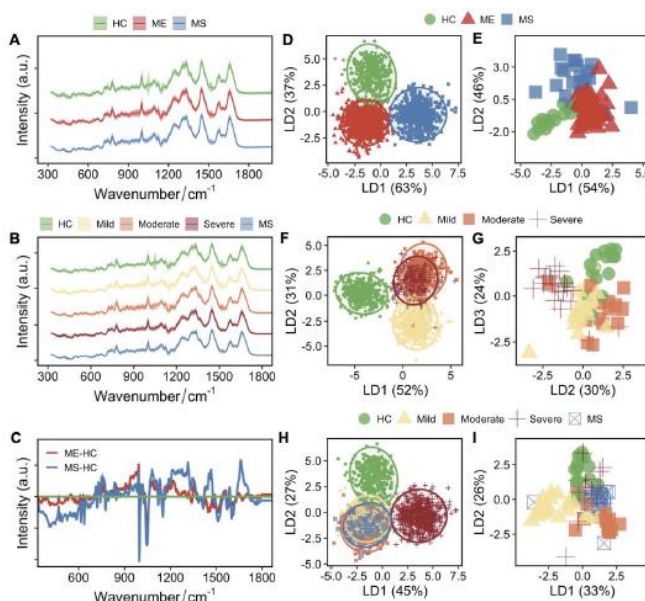 HC ME MS
A
Intensity (a.u.)
300 600 900 1200 1500 1800
Wavenumber/cm⁻¹
D
5.0
2.5
0.0
-2.5
LD2 (37%)
-2.5 0.0 2.5 5.0 7.5
LD1 (63%)
HC ME MS
E
3.0
0.5
-2.0
LD2 (46%)
-5.0 -2.5 0.0 2.5 5.0
LD1 (54%)
HC Mild Moderate Severe MS
B
Intensity (a.u.)
300 600 900 1200 1500 1800
Wavenumber/cm⁻¹
HC Mild Moderate Severe
F
5.0
2.5
0.0
-2.5
-5.0
LD2 (31%)
-5 0 5
LD1 (52%)
G
2.5
0.0
-2.5
LD3 (24%)
-2.5 0.0 2.5
LD2 (30%)
C
ME-HC
MS-HC
Intensity (a.u.)
600 900 1200 1500 1800
Wavenumber/cm⁻¹
HC Mild Moderate Severe MS
H
5.0
2.5
0.0
-2.5
-5.0
LD2 (27%)
-2.5 0.0 2.5 5.0 7.5
LD1 (45%)
I
2.5
0.0
-2.5
LD2 (26%)
-2.5 0.0 2.5
LD1 (33%)